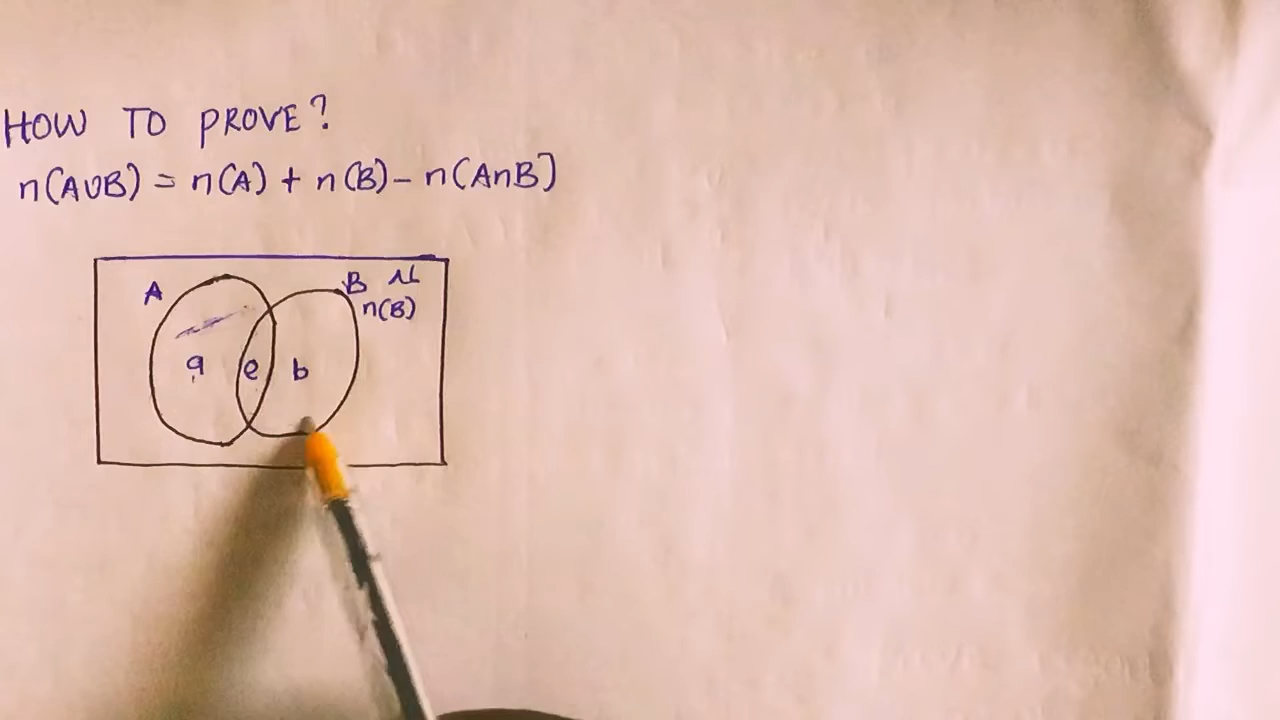 HOW TO PROVE?
n(AUB) = n(A) + n(B) - n(AnB)
A
B
n(B)
a e b